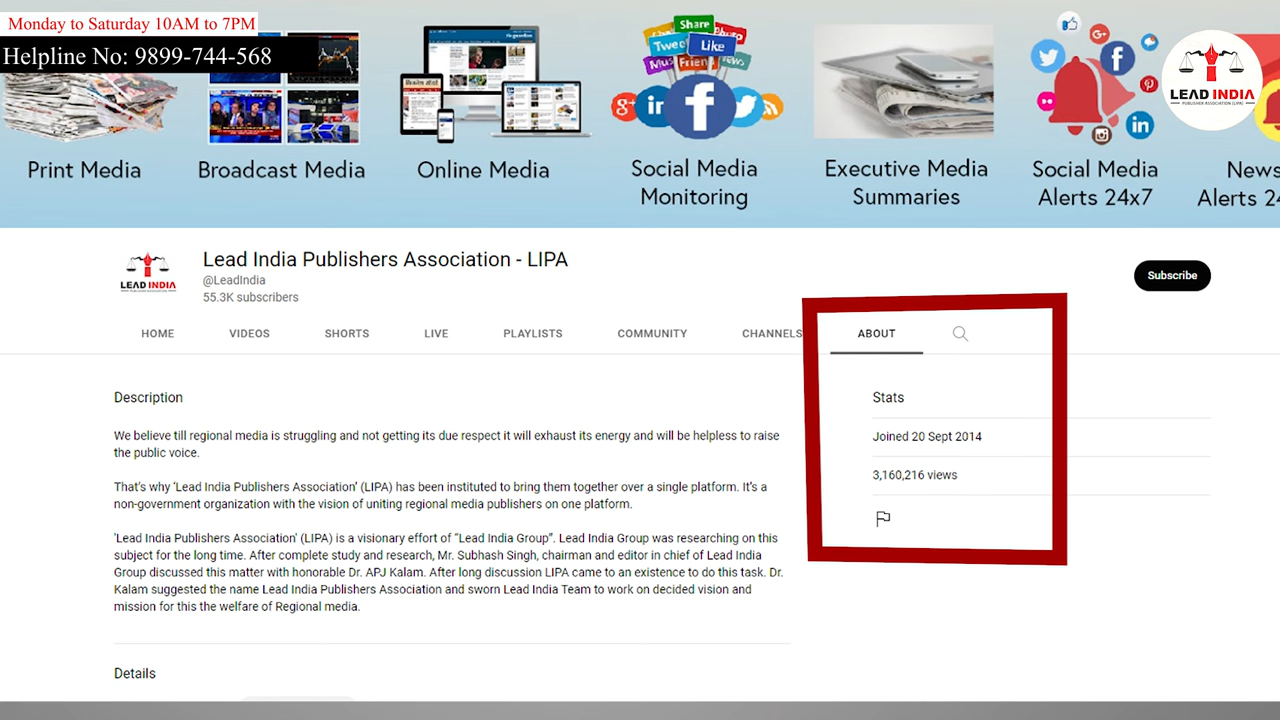 Monday to Saturday 10AM to 7PM
Helpline No: 9899-744-568
Share
Tweet
Like
Friend
LEAD INDIA
PUBLISHER ASSOCIATION (LIPA)
Print Media
Broadcast Media
Online Media
Social Media
Monitoring
Executive Media
Summaries
Social Media
Alerts 24x7
News
Alerts 24
LEAD INDIA
Lead India Publishers Association - LIPA
@LeadIndia
55.3K subscribers
Subscribe
HOME VIDEOS SHORTS LIVE PLAYLISTS COMMUNITY CHANNELS ABOUT
Description
Stats
We believe till regional media is struggling and not getting its due respect it will exhaust its energy and will be helpless to raise
the public voice.
Joined 20 Sept 2014
3,160,216 views
That's why ‘Lead India Publishers Association’ (LIPA) has been instituted to bring them together over a single platform. It’s a
non-government organization with the vision of uniting regional media publishers on one platform.
'Lead India Publishers Association' (LIPA) is a visionary effort of “Lead India Group”. Lead India Group was researching on this
subject for the long time. After complete study and research, Mr. Subhash Singh, chairman and editor in chief of Lead India
Group discussed this matter with honorable Dr. APJ Kalam. After long discussion LIPA came to an existence to do this task. Dr.
Kalam suggested the name Lead India Publishers Association and sworn Lead India Team to work on decided vision and
mission for this the welfare of Regional media.
Details